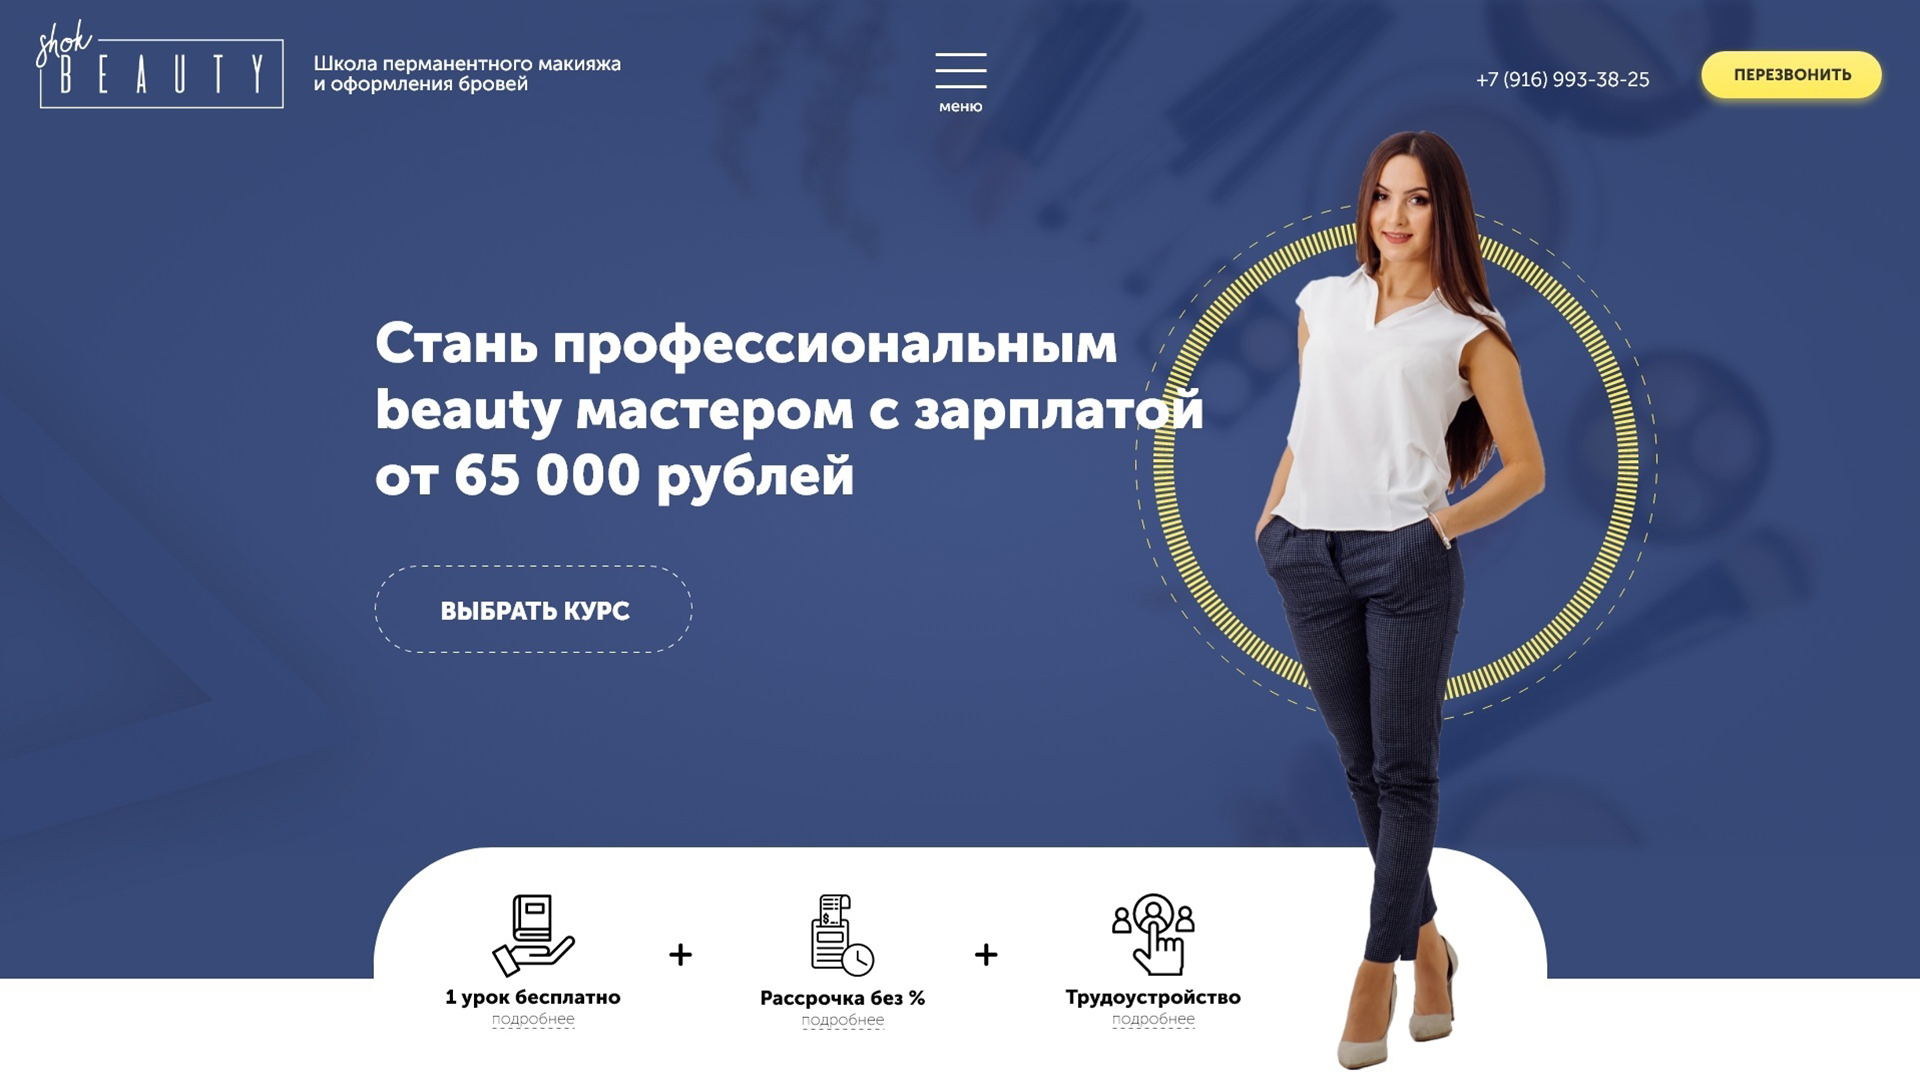 shok
BEAUTY
Школа перманентного макияжа
и оформления бровей
меню
+7 (916) 993-38-25
ПЕРЕЗВОНИТЬ
Стань профессиональным
beauty мастером с зарплатой
от 65 000 рублей
ВЫБРАТЬ КУРС
1 урок бесплатно
подробнее
+
Рассрочка без %
подробнее
+
Трудоустройство
подробнее